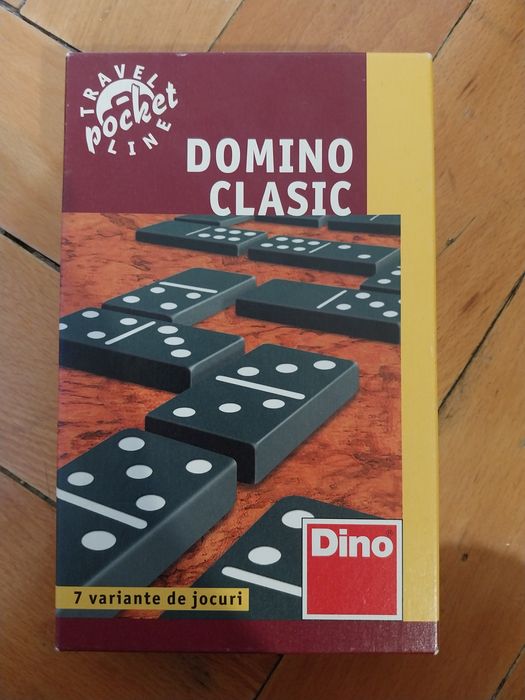 TRAVEL
pocket
LINE
DOMINO
CLASIC
Dino
7 variante de jocuri